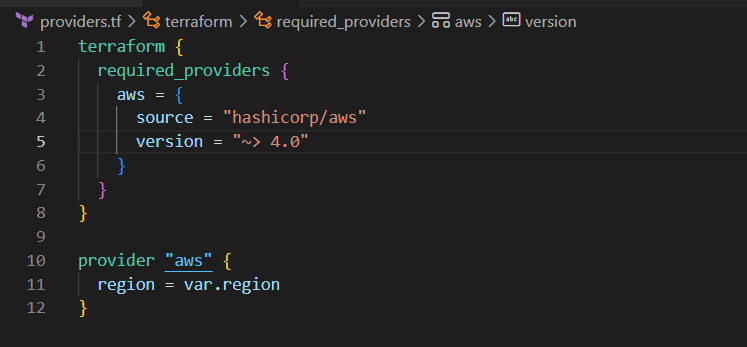 providers.tf > terraform > required_providers > aws > version
1 terraform {
2   required_providers {
3     aws = {
4       source = "hashicorp/aws"
5       version = "~> 4.0"
6     }
7   }
8 }
9
10 provider "aws" {
11   region = var.region
12 }